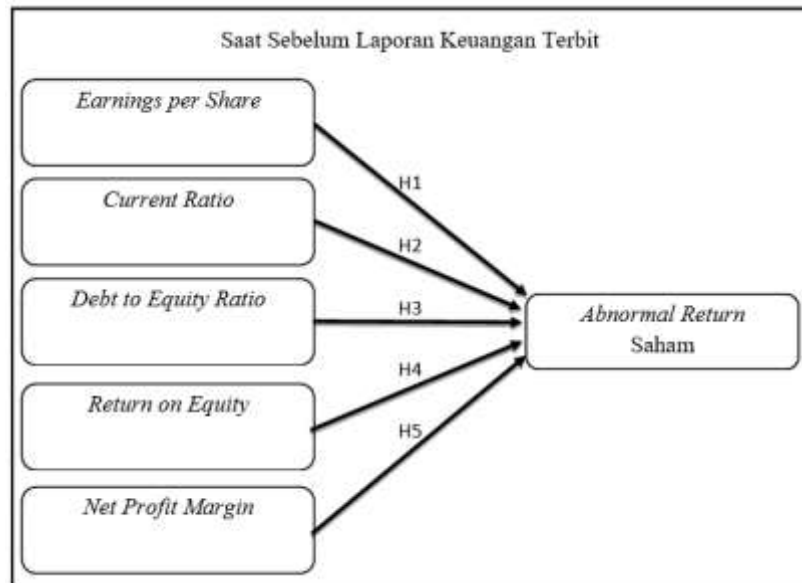 Saat Sebelum Laporan Keuangan Terbit
Earnings per Share
H1
Current Ratio
H2
Debt to Equity Ratio
H3
Abnormal Return
Saham
H4
Return on Equity
H5
Net Profit Margin